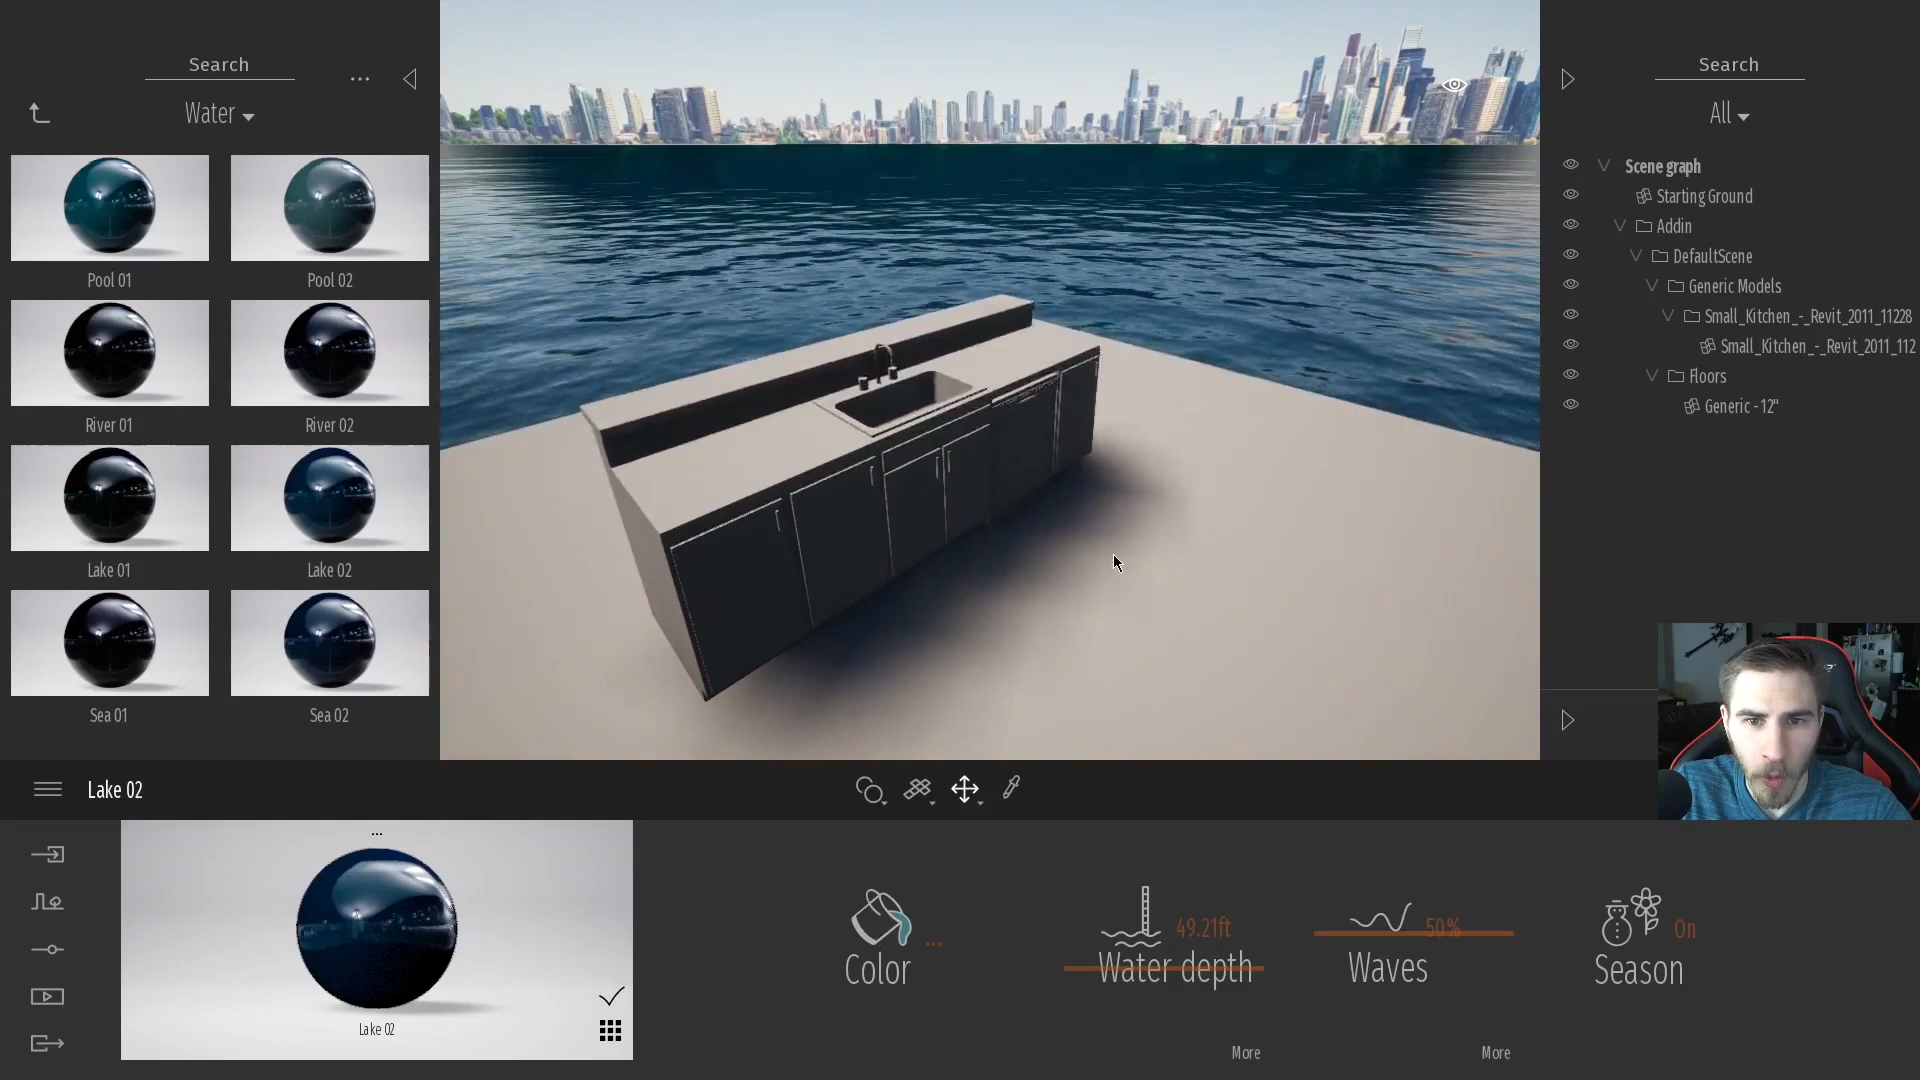 Search
...
Water
Pool 01
Pool 02
River 01
River 02
Lake 01
Lake 02
Sea 01
Sea 02
Search
All
Scene graph
Starting Ground
Addin
DefaultScene
Generic Models
Small_Kitchen_-_Revit_2011_11228
Small_Kitchen_-_Revit_2011_112
Floors
Generic - 12"
Lake 02
...
Lake 02
Color
...
49.21ft
Water depth
More
50%
Waves
More
On
Season